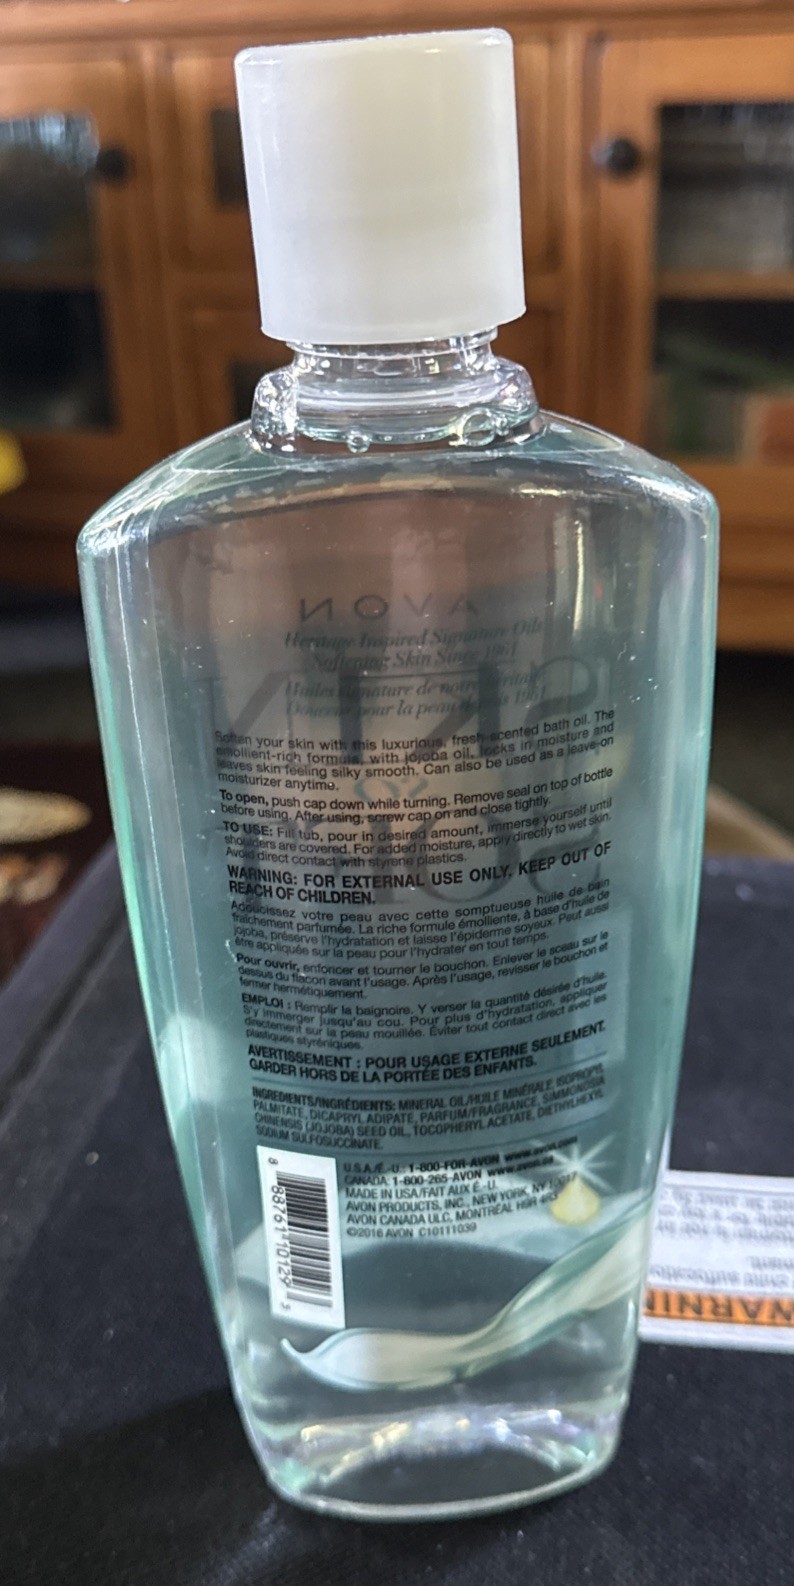 AVON
Heritage Inspired Signature Oils
Softening Skin Since 1961
Huiles signature de notre héritage
Douceur pour la peau depuis 1961
SKIN
SO
SOFT
Soften your skin with this luxurious, fresh-scented bath oil. The
emollient-rich formula, with jojoba oil, locks in moisture and
leaves skin feeling silky smooth. Can also be used as a leave-on
moisturizer anytime.
To open, push cap down while turning. Remove seal on top of bottle
before using. After using, screw cap on and close tightly.
TO USE: Fill tub, pour in desired amount, immerse yourself until
shoulders are covered. For added moisture, apply directly to wet skin.
Avoid direct contact with styrene plastics.
WARNING: FOR EXTERNAL USE ONLY. KEEP OUT OF
REACH OF CHILDREN.
Adoucissez votre peau avec cette somptueuse huile de bain
fraîchement parfumée. La riche formule émolliente, à base d'huile de
jojoba, préserve l'hydratation et laisse l'épiderme soyeux. Peut aussi
être appliquée sur la peau pour l'hydrater en tout temps.
Pour ouvrir, enfoncer et tourner le bouchon. Enlever le sceau sur le
dessus du flacon avant l'usage. Après l'usage, revisser le bouchon et
fermer hermétiquement.
EMPLOI : Remplir la baignoire. Y verser la quantité désirée d'huile.
S'y immerger jusqu'au cou. Pour plus d'hydratation, appliquer
directement sur la peau mouillée. Éviter tout contact direct avec les
plastiques styréniques.
AVERTISSEMENT : POUR USAGE EXTERNE SEULEMENT.
GARDER HORS DE LA PORTÉE DES ENFANTS.
INGREDIENTS/INGRÉDIENTS: MINERAL OIL/HUILE MINÉRALE, ISOPROPYL
PALMITATE, DICAPRYL ADIPATE, PARFUM/FRAGRANCE, SIMMONDSIA
CHINENSIS (JOJOBA) SEED OIL, TOCOPHERYL ACETATE, DIETHYLHEXYL
SODIUM SULFOSUCCINATE.
U.S.A./É.-U.: 1-800-FOR-AVON www.avon.com
CANADA: 1-800-265-AVON www.avon.ca
MADE IN USA/FAIT AUX É.-U.
AVON PRODUCTS, INC., NEW YORK, NY 10017
AVON CANADA ULC, MONTRÉAL H9R
©2016 AVON C10111039
8 88761 10129
WARNIN